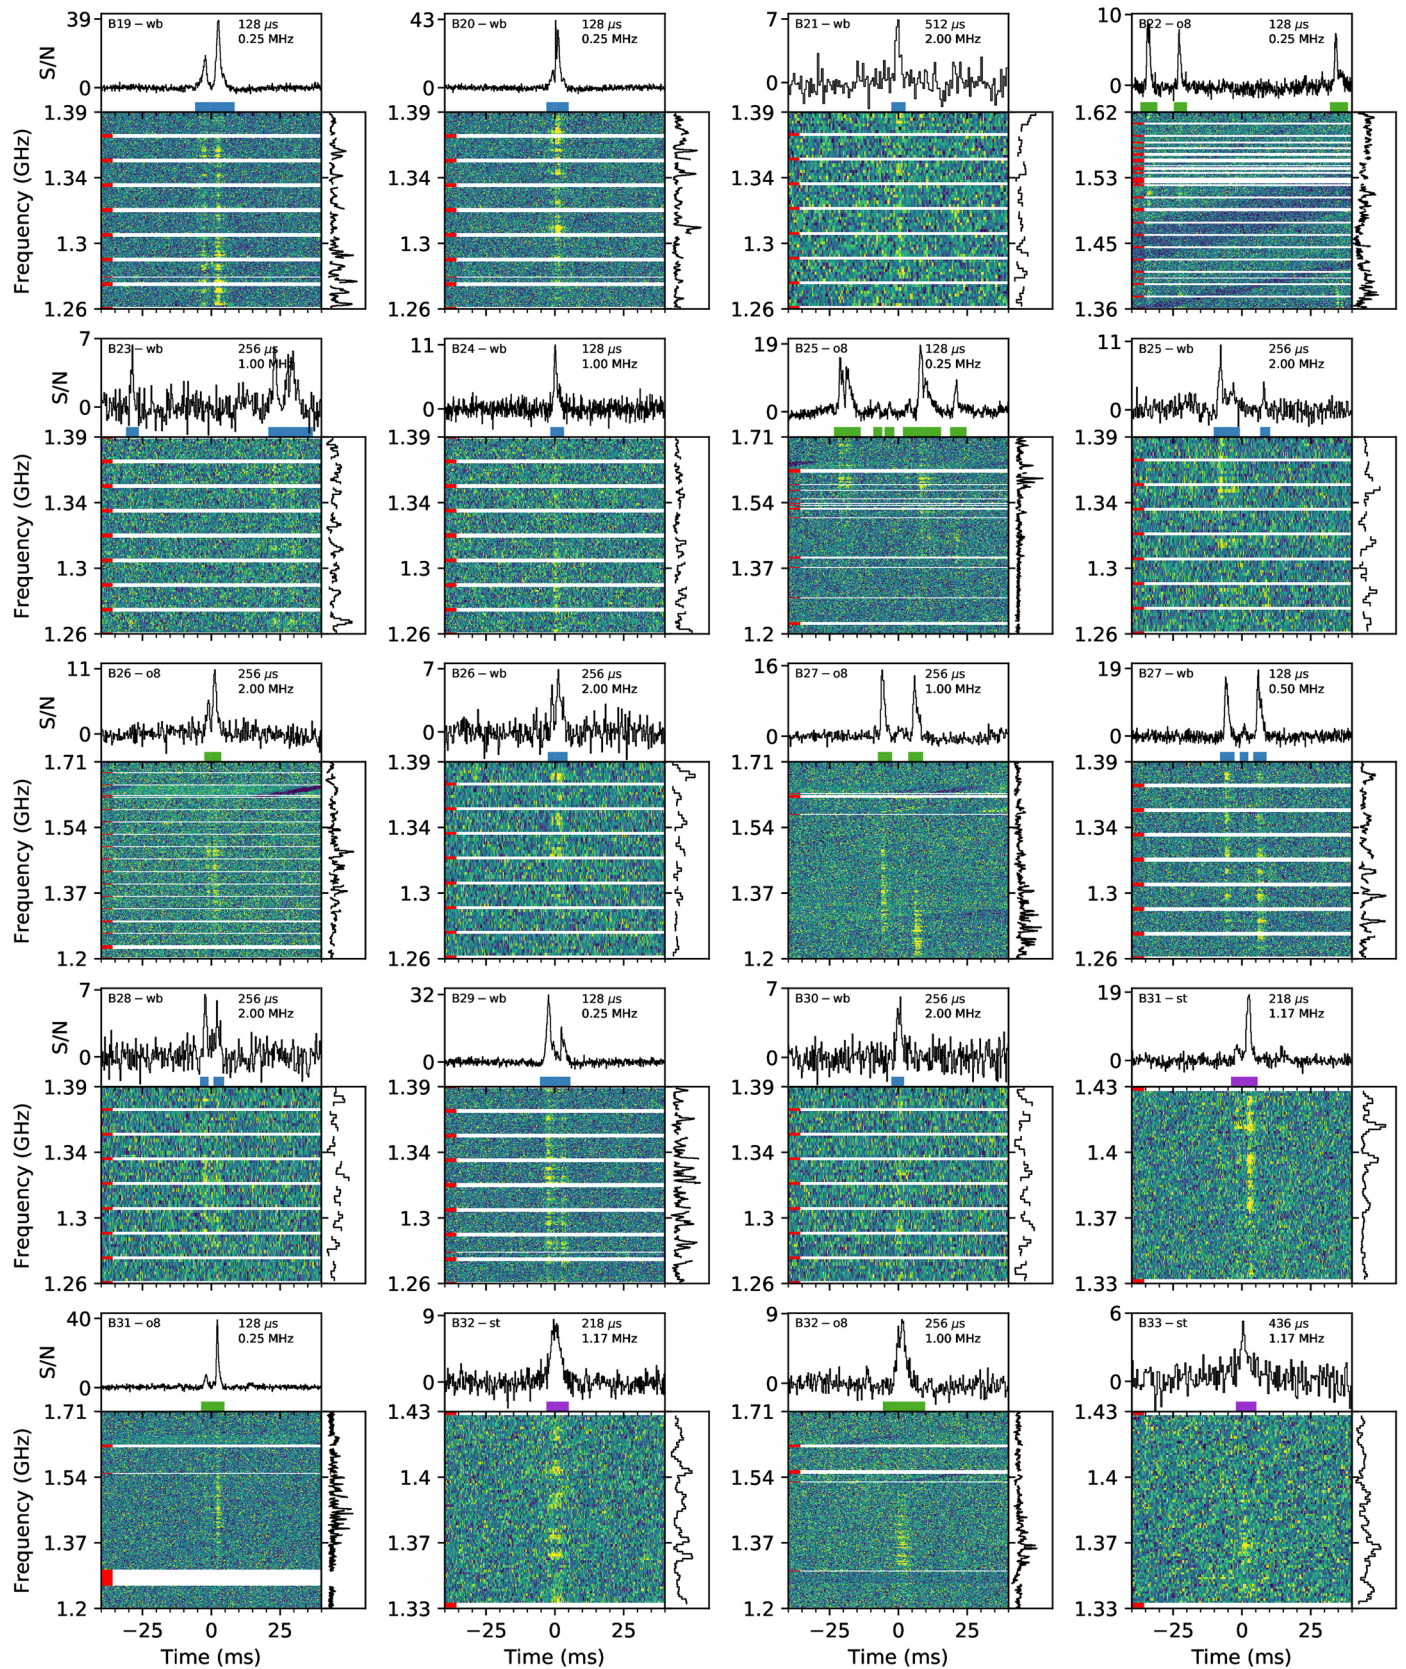 B19 – wb 128 μs
0.25 MHz
39
0
S/N
B20 – wb 128 μs
0.25 MHz
43
0
B21 – wb 512 μs
2.00 MHz
7
0
B22 – o8 128 μs
0.25 MHz
10
0
Frequency (GHz)
1.39
1.34
1.3
1.26
1.39
1.34
1.3
1.26
1.39
1.34
1.3
1.26
1.62
1.53
1.45
1.36
B23 – wb 256 μs
1.00 MHz
7
0
S/N
B24 – wb 128 μs
1.00 MHz
11
0
B25 – o8 128 μs
0.25 MHz
19
0
B25 – wb 256 μs
2.00 MHz
11
0
Frequency (GHz)
1.39
1.34
1.3
1.26
1.39
1.34
1.3
1.26
1.71
1.54
1.37
1.2
1.39
1.34
1.3
1.26
B26 – o8 256 μs
2.00 MHz
11
0
S/N
B26 – wb 256 μs
2.00 MHz
7
0
B27 – o8 256 μs
1.00 MHz
16
0
B27 – wb 128 μs
0.50 MHz
19
0
Frequency (GHz)
1.71
1.54
1.37
1.2
1.39
1.34
1.3
1.26
1.71
1.54
1.37
1.2
1.39
1.34
1.3
1.26
B28 – wb 256 μs
2.00 MHz
7
0
S/N
B29 – wb 128 μs
0.25 MHz
32
0
B30 – wb 256 μs
2.00 MHz
7
0
B31 – st 218 μs
1.17 MHz
19
0
Frequency (GHz)
1.39
1.34
1.3
1.26
1.39
1.34
1.3
1.26
1.39
1.34
1.3
1.26
1.43
1.4
1.37
1.33
B31 – o8 128 μs
0.25 MHz
40
0
S/N
B32 – st 218 μs
1.17 MHz
9
0
B32 – o8 256 μs
1.00 MHz
9
0
B33 – st 436 μs
1.17 MHz
6
0
Frequency (GHz)
1.71
1.54
1.37
1.2
1.43
1.4
1.37
1.33
1.71
1.54
1.37
1.2
1.43
1.4
1.37
1.33
−25 0 25
−25 0 25
−25 0 25
−25 0 25
Time (ms)
Time (ms)
Time (ms)
Time (ms)